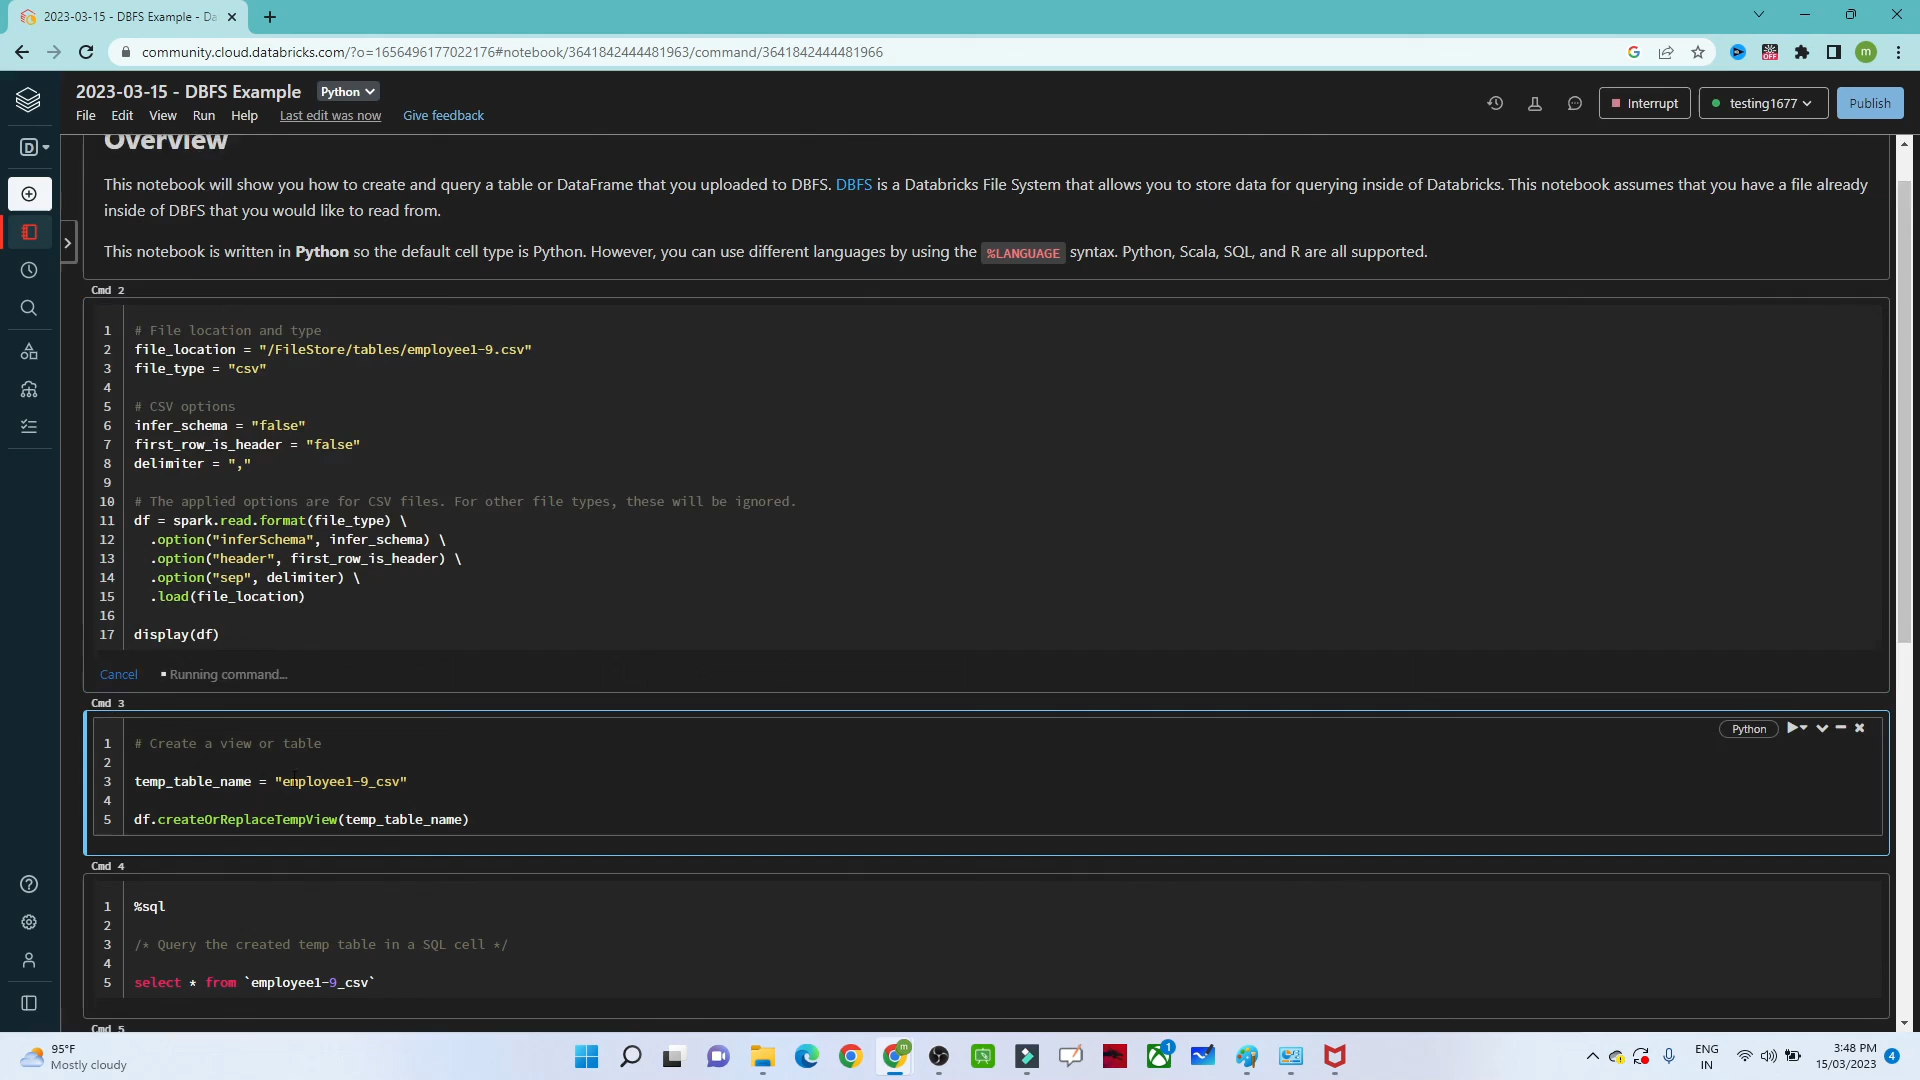 2023-03-15 - DBFS Example - Da
community.cloud.databricks.com/?o=1656496177022176#notebook/3641842444481963/command/3641842444481966
2023-03-15 - DBFS Example
Python
File Edit View Run Help Last edit was now Give feedback
Interrupt
testing1677
Publish
D
Overview
This notebook will show you how to create and query a table or DataFrame that you uploaded to DBFS. DBFS is a Databricks File System that allows you to store data for querying inside of Databricks. This notebook assumes that you have a file already
inside of DBFS that you would like to read from.
This notebook is written in Python so the default cell type is Python. However, you can use different languages by using the %LANGUAGE syntax. Python, Scala, SQL, and R are all supported.
Cmd 2
1 # File location and type
2 file_location = "/FileStore/tables/employee1-9.csv"
3 file_type = "csv"
4
5 # CSV options
6 infer_schema = "false"
7 first_row_is_header = "false"
8 delimiter = ","
9
10 # The applied options are for CSV files. For other file types, these will be ignored.
11 df = spark.read.format(file_type) \
12 .option("inferSchema", infer_schema) \
13 .option("header", first_row_is_header) \
14 .option("sep", delimiter) \
15 .load(file_location)
16
17 display(df)
Cancel Running command...
Cmd 3
Python
1 # Create a view or table
2
3 temp_table_name = "employee1-9_csv"
4
5 df.createOrReplaceTempView(temp_table_name)
Cmd 4
1 %sql
2
3 /* Query the created temp table in a SQL cell */
4
5 select * from `employee1-9_csv`
Cmd 5
95°F
Mostly cloudy
ENG
IN
3:48 PM
15/03/2023
4